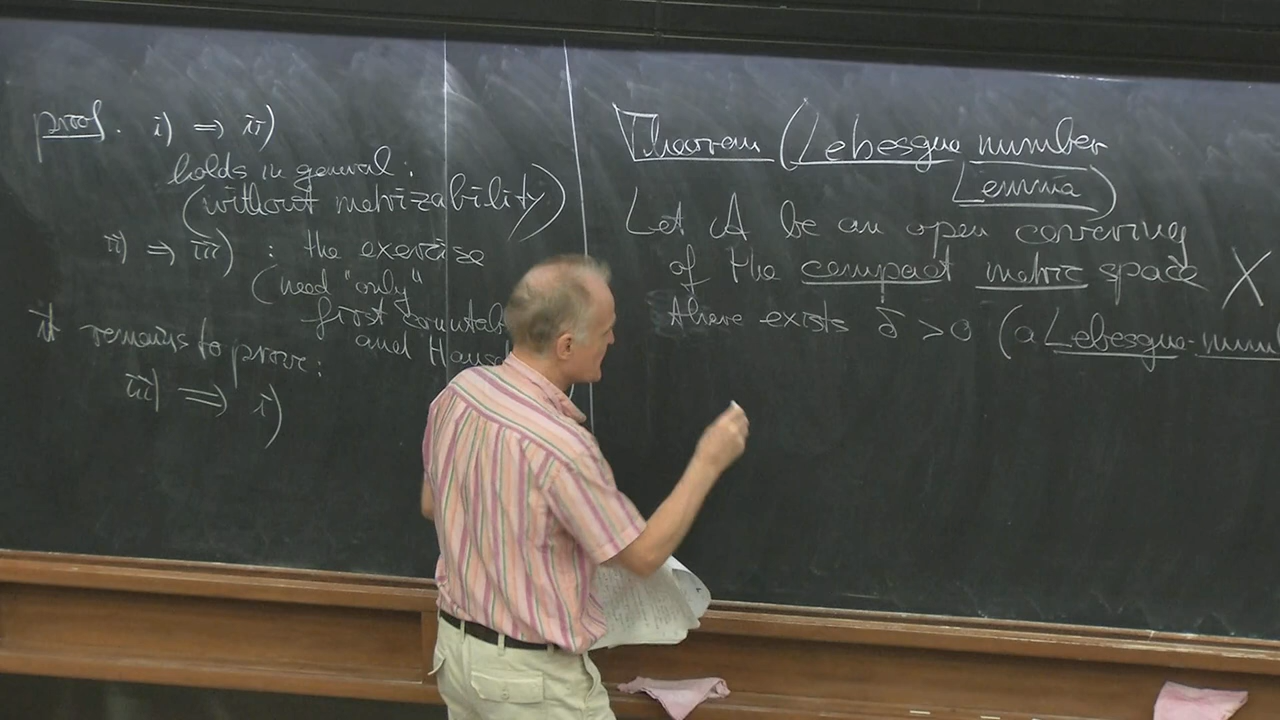 proof. i) ⇒ ii)
holds in general:
(without metrizability)
ii) ⇒ iii) : the exercise
(need "only"
first countab
and Haus
it remains to prove:
iii) ⇒ i)
Theorem (Lebesgue number
Lemma)
Let A be an open covering
of the compact metric space X
there exists δ > 0 (a Lebesgue-num